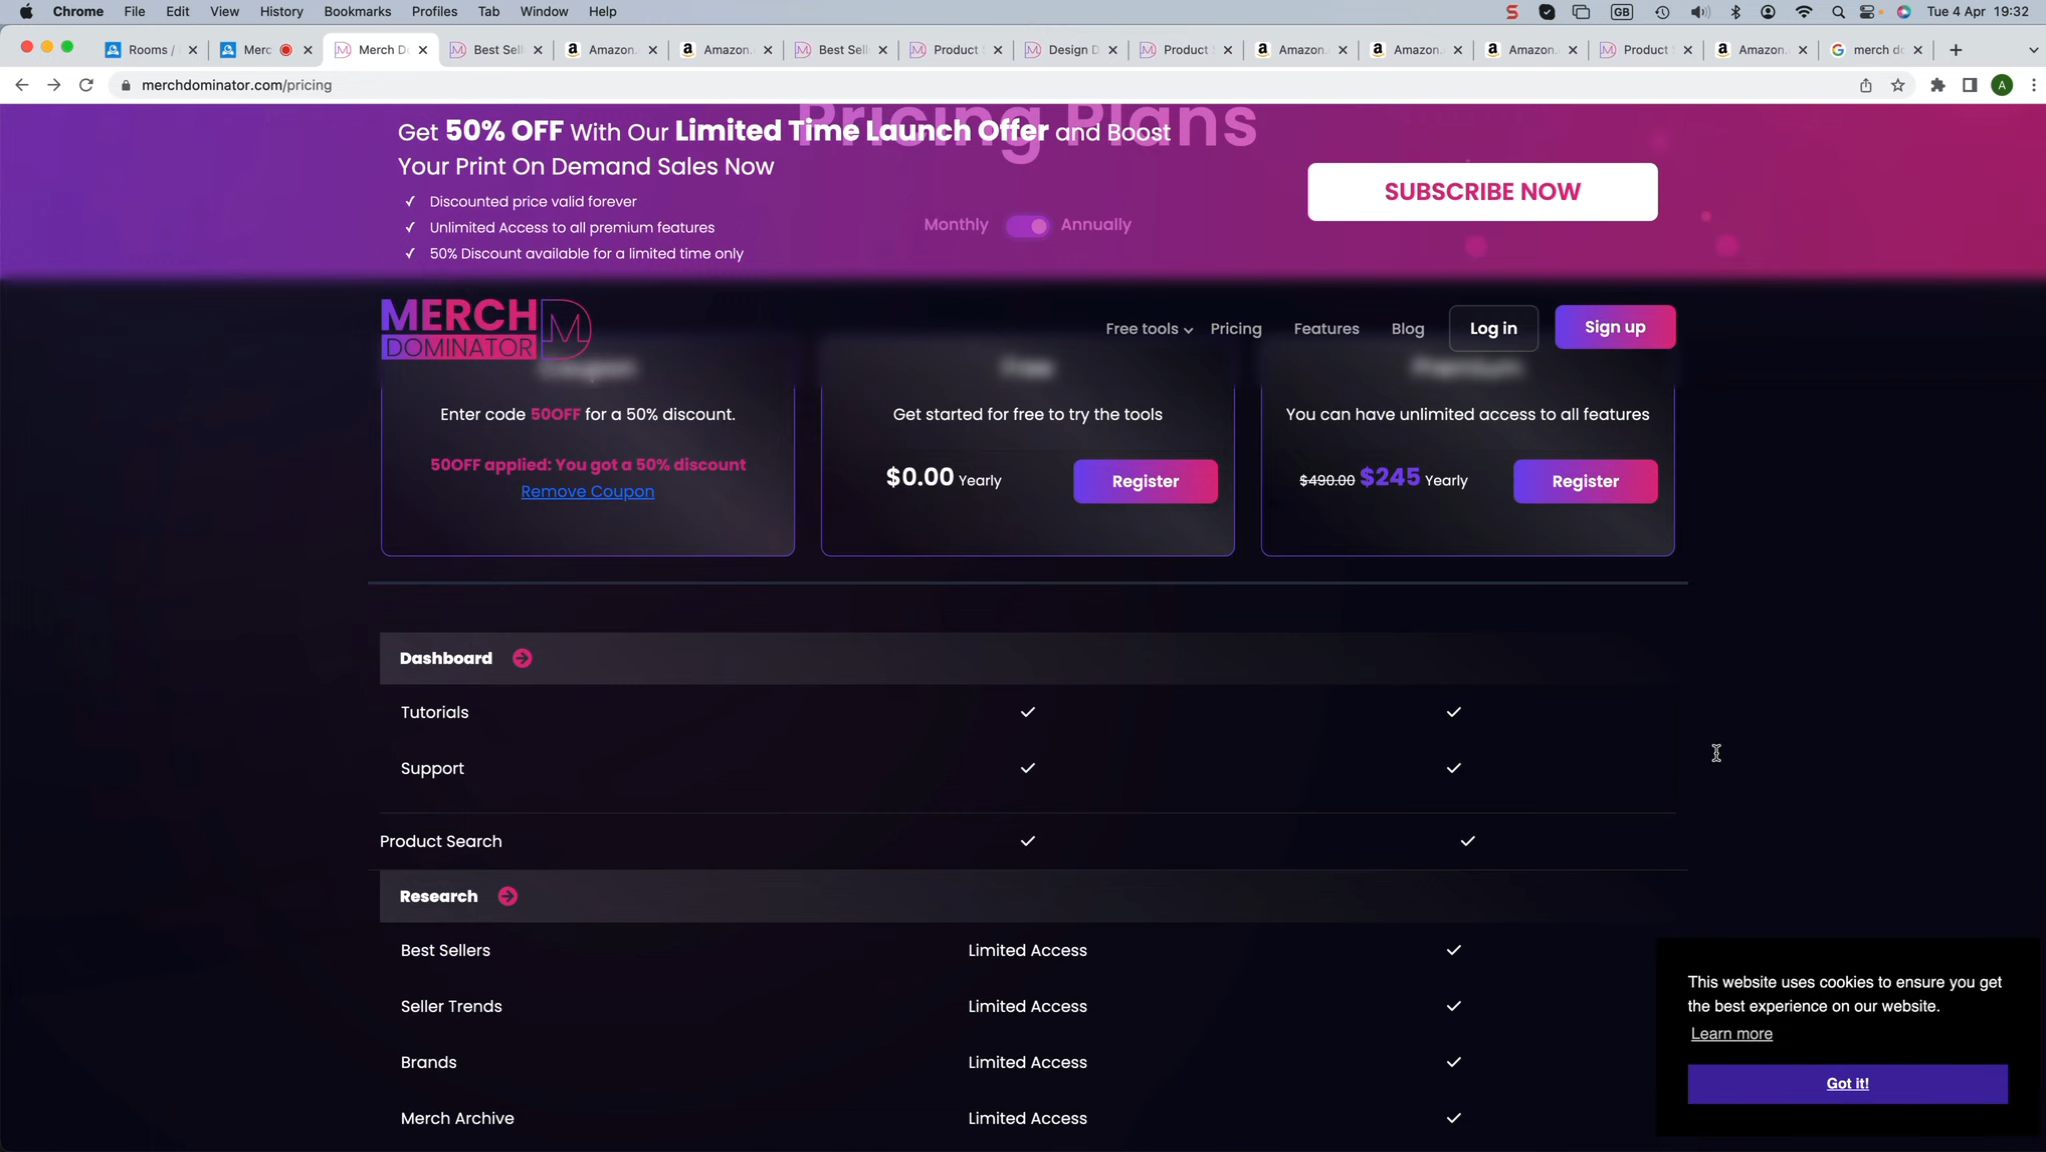 Chrome File Edit View History Bookmarks Profiles Tab Window Help GB Tue 4 Apr 19:32
Rooms / Merc Merch D Best Sell Amazon. Amazon. Best Sell Product Design D Product Amazon. Amazon. Amazon. Product Amazon. merch d
merchdominator.com/pricing A
Pricing Plans
Get 50% OFF With Our Limited Time Launch Offer and Boost
Your Print On Demand Sales Now
✓ Discounted price valid forever
✓ Unlimited Access to all premium features
✓ 50% Discount available for a limited time only
Monthly Annually
SUBSCRIBE NOW
MERCH
DOMINATOR
Free tools Pricing Features Blog Log in Sign up
Coupon Free Premium
Enter code 50OFF for a 50% discount.
50OFF applied: You got a 50% discount
Remove Coupon
Get started for free to try the tools
$0.00 Yearly Register
You can have unlimited access to all features
$490.00 $245 Yearly Register
Dashboard
Tutorials ✓ ✓
Support ✓ ✓
Product Search ✓ ✓
Research
Best Sellers Limited Access ✓
Seller Trends Limited Access ✓
Brands Limited Access ✓
Merch Archive Limited Access ✓
This website uses cookies to ensure you get
the best experience on our website.
Learn more
Got it!